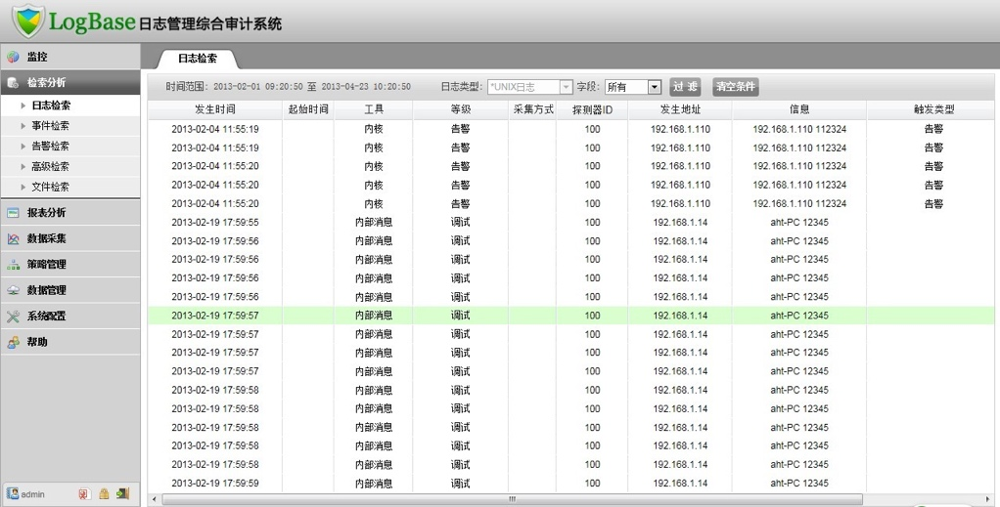 LogBase日志管理综合审计系统
监控
检索分析
日志检索
事件检索
告警检索
高级检索
文件检索
报表分析
数据采集
策略管理
数据管理
系统配置
帮助
admin
日志检索
时间范围: 2013-02-01 09:20:50 至 2013-04-23 10:20:50 日志类型: *UNIX日志 字段: 所有 过滤 清空条件
发生时间 起始时间 工具 等级 采集方式 探测器ID 发生地址 信息 触发类型
2013-02-04 11:55:19 内核 告警 100 192.168.1.110 192.168.1.110 112324 告警
2013-02-04 11:55:19 内核 告警 100 192.168.1.110 192.168.1.110 112324 告警
2013-02-04 11:55:20 内核 告警 100 192.168.1.110 192.168.1.110 112324 告警
2013-02-04 11:55:20 内核 告警 100 192.168.1.110 192.168.1.110 112324 告警
2013-02-04 11:55:20 内核 告警 100 192.168.1.110 192.168.1.110 112324 告警
2013-02-19 17:59:55 内部消息 调试 100 192.168.1.14 aht-PC 12345
2013-02-19 17:59:56 内部消息 调试 100 192.168.1.14 aht-PC 12345
2013-02-19 17:59:56 内部消息 调试 100 192.168.1.14 aht-PC 12345
2013-02-19 17:59:56 内部消息 调试 100 192.168.1.14 aht-PC 12345
2013-02-19 17:59:56 内部消息 调试 100 192.168.1.14 aht-PC 12345
2013-02-19 17:59:57 内部消息 调试 100 192.168.1.14 aht-PC 12345
2013-02-19 17:59:57 内部消息 调试 100 192.168.1.14 aht-PC 12345
2013-02-19 17:59:57 内部消息 调试 100 192.168.1.14 aht-PC 12345
2013-02-19 17:59:57 内部消息 调试 100 192.168.1.14 aht-PC 12345
2013-02-19 17:59:58 内部消息 调试 100 192.168.1.14 aht-PC 12345
2013-02-19 17:59:58 内部消息 调试 100 192.168.1.14 aht-PC 12345
2013-02-19 17:59:58 内部消息 调试 100 192.168.1.14 aht-PC 12345
2013-02-19 17:59:58 内部消息 调试 100 192.168.1.14 aht-PC 12345
2013-02-19 17:59:58 内部消息 调试 100 192.168.1.14 aht-PC 12345
2013-02-19 17:59:59 内部消息 调试 100 192.168.1.14 aht-PC 12345